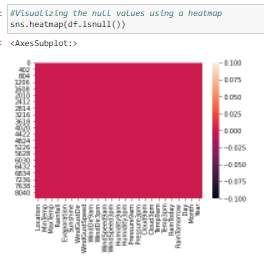 #Visualizing the null values using a heatmap
sns.heatmap(df.isnull())
<AxesSubplot:>
0
402
804
1206
1608
2010
2412
2814
3216
3618
4020
4422
4824
5226
5628
6030
6432
6834
7236
7638
8040
0.100
0.075
0.050
0.025
0.000
-0.025
-0.050
-0.075
-0.100
Location
MinTemp
MaxTemp
Rainfall
Evaporation
Sunshine
WindGustDir
WindGustSpeed
WindDir9am
WindDir3pm
WindSpeed9am
WindSpeed3pm
Humidity9am
Humidity3pm
Pressure9am
Pressure3pm
Cloud9am
Cloud3pm
Temp9am
Temp3pm
RainToday
RainTomorrow
Day
Month
Year